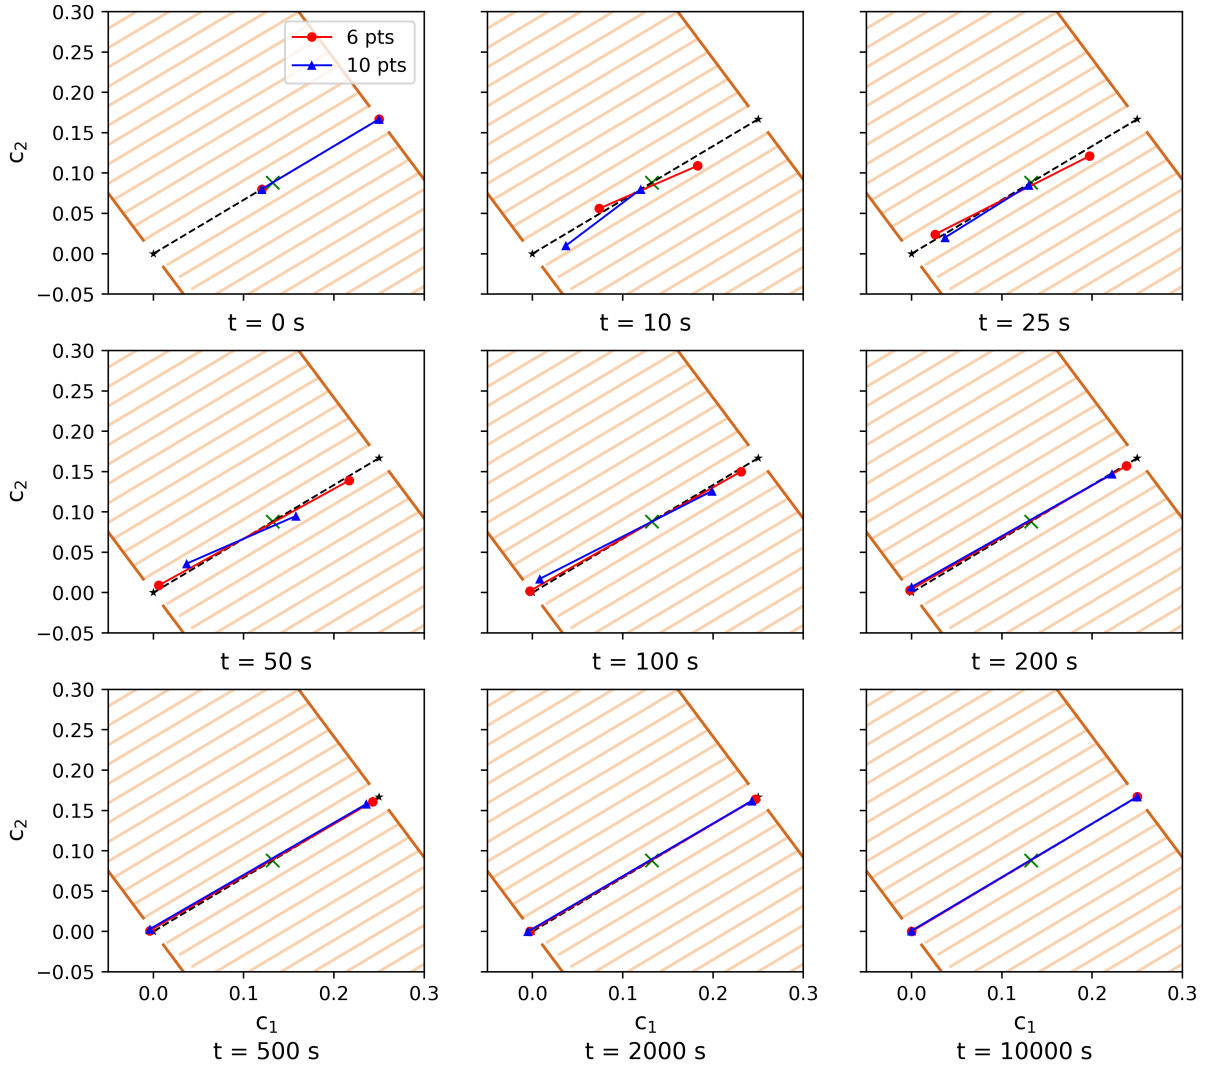 0.30
0.25
0.20
0.15
0.10
0.05
0.00
−0.05
c₂
6 pts
10 pts
t = 0 s
t = 10 s
t = 25 s
0.30
0.25
0.20
0.15
0.10
0.05
0.00
−0.05
c₂
t = 50 s
t = 100 s
t = 200 s
0.30
0.25
0.20
0.15
0.10
0.05
0.00
−0.05
c₂
0.0 0.1 0.2 0.3
0.0 0.1 0.2 0.3
0.0 0.1 0.2 0.3
c₁
c₁
c₁
t = 500 s
t = 2000 s
t = 10000 s